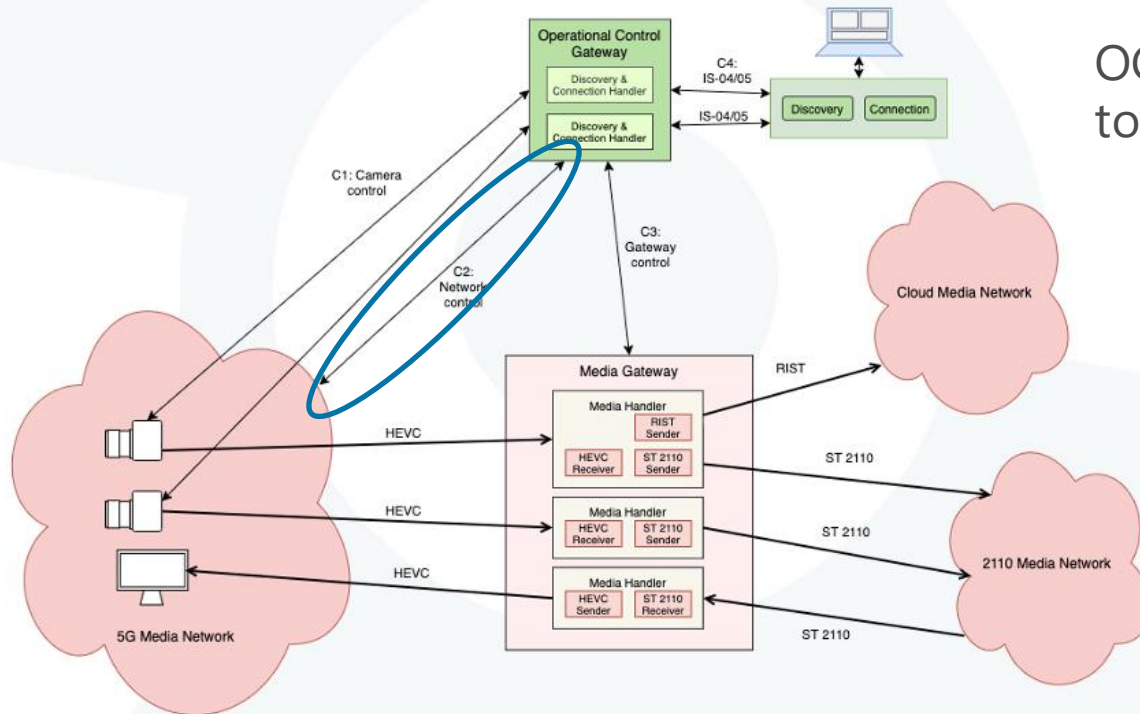 Operational Control
Gateway
Discovery &
Connection Handler
Discovery &
Connection Handler
C4:
IS-04/05
IS-04/05
Discovery
Connection
to
C1: Camera
control
C2:
Network
control
C3:
Gateway
control
Cloud Media Network
Media Gateway
RIST
Media Handler
RIST
Sender
HEVC
Receiver
ST 2110
Sender
HEVC
ST 2110
Media Handler
HEVC
Receiver
ST 2110
Sender
HEVC
ST 2110
2110 Media Network
Media Handler
HEVC
Sender
ST 2110
Receiver
HEVC
ST 2110
5G Media Network